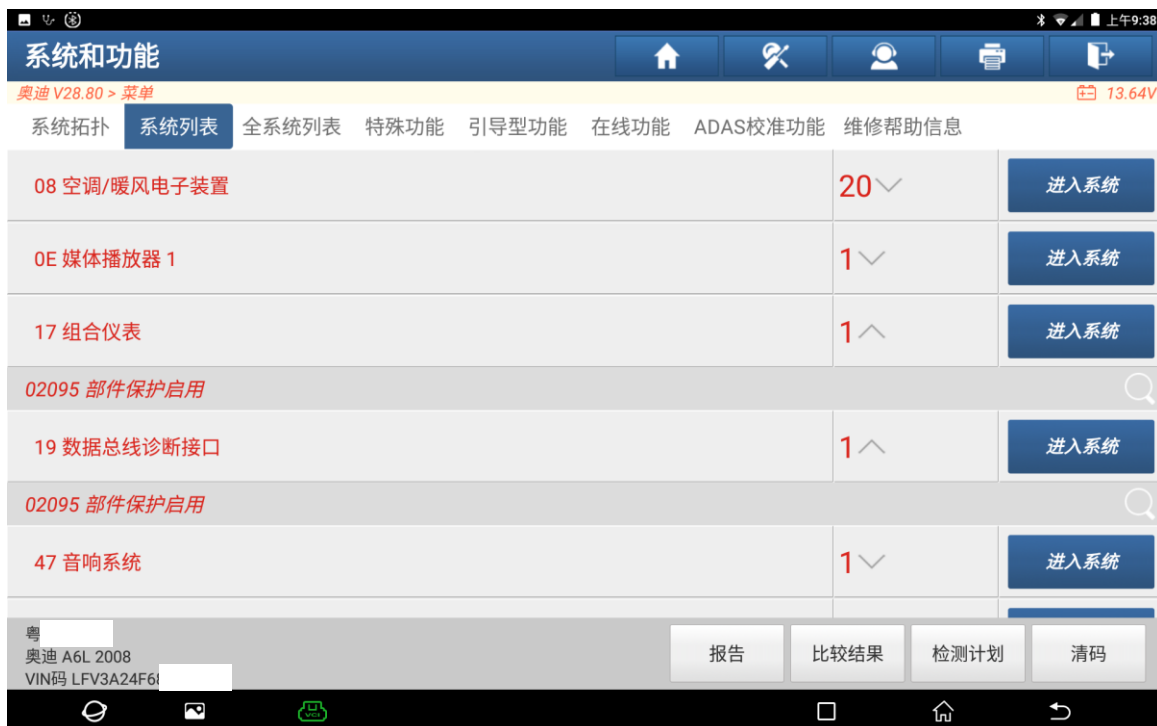 上午9:38
系统和功能
奥迪 V28.80 > 菜单
13.64V
系统拓扑 系统列表 全系统列表 特殊功能 引导型功能 在线功能 ADAS校准功能 维修帮助信息
08 空调/暖风电子装置 20 进入系统
0E 媒体播放器 1 1 进入系统
17 组合仪表 1 进入系统
02095 部件保护启用
19 数据总线诊断接口 1 进入系统
02095 部件保护启用
47 音响系统 1 进入系统
粤
奥迪 A6L 2008
VIN码 LFV3A24F68
报告 比较结果 检测计划 清码
VCI